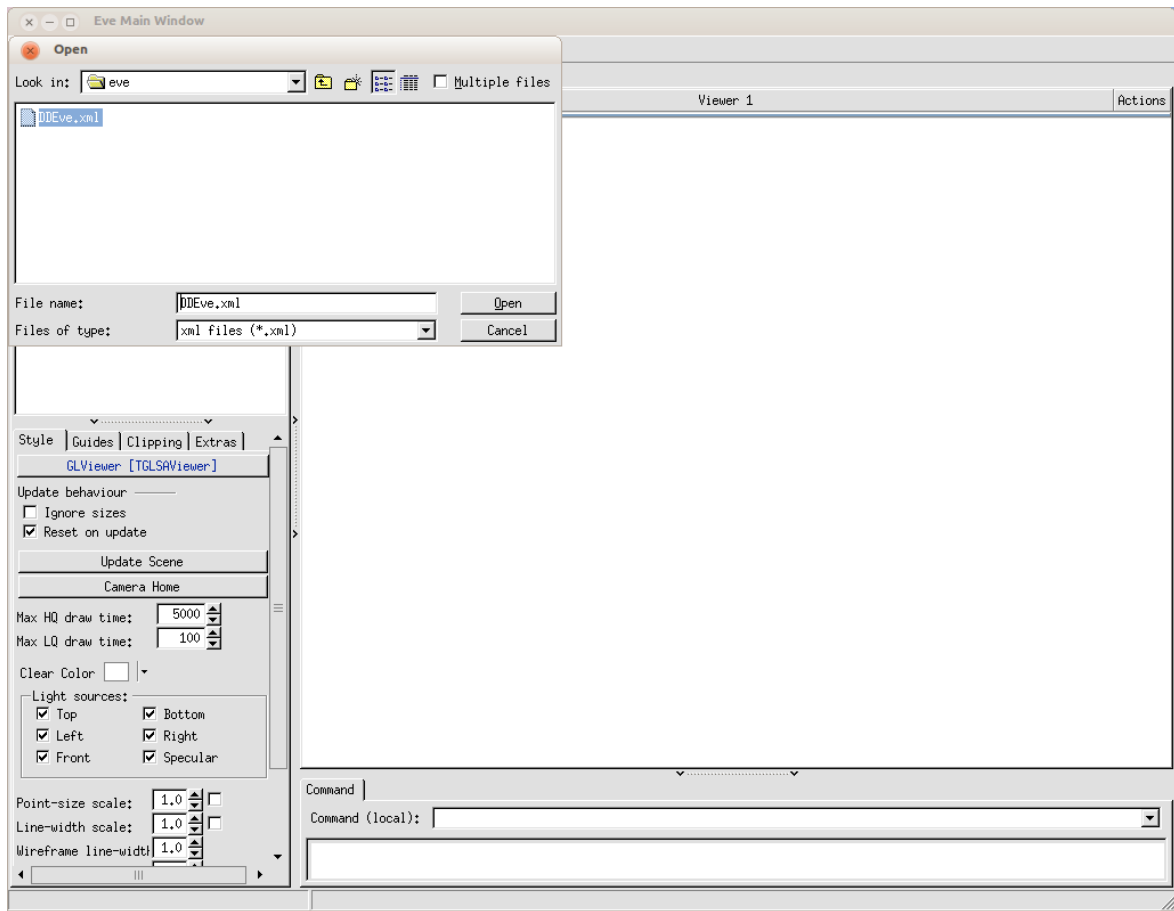 Eve Main Window
Open
Look in: eve Multiple files
Viewer 1 Actions
DDEve.xml
File name: DDEve.xml Open
Files of type: xml files (*.xml) Cancel
Style Guides Clipping Extras
GLViewer [TGLSAViewer]
Update behaviour
Ignore sizes
Reset on update
Update Scene
Camera Home
Max HQ draw time: 5000
Max LQ draw time: 100
Clear Color
Light sources:
Top Bottom
Left Right
Front Specular
Point-size scale: 1.0
Line-width scale: 1.0
Wireframe line-widt 1.0
Command
Command (local):